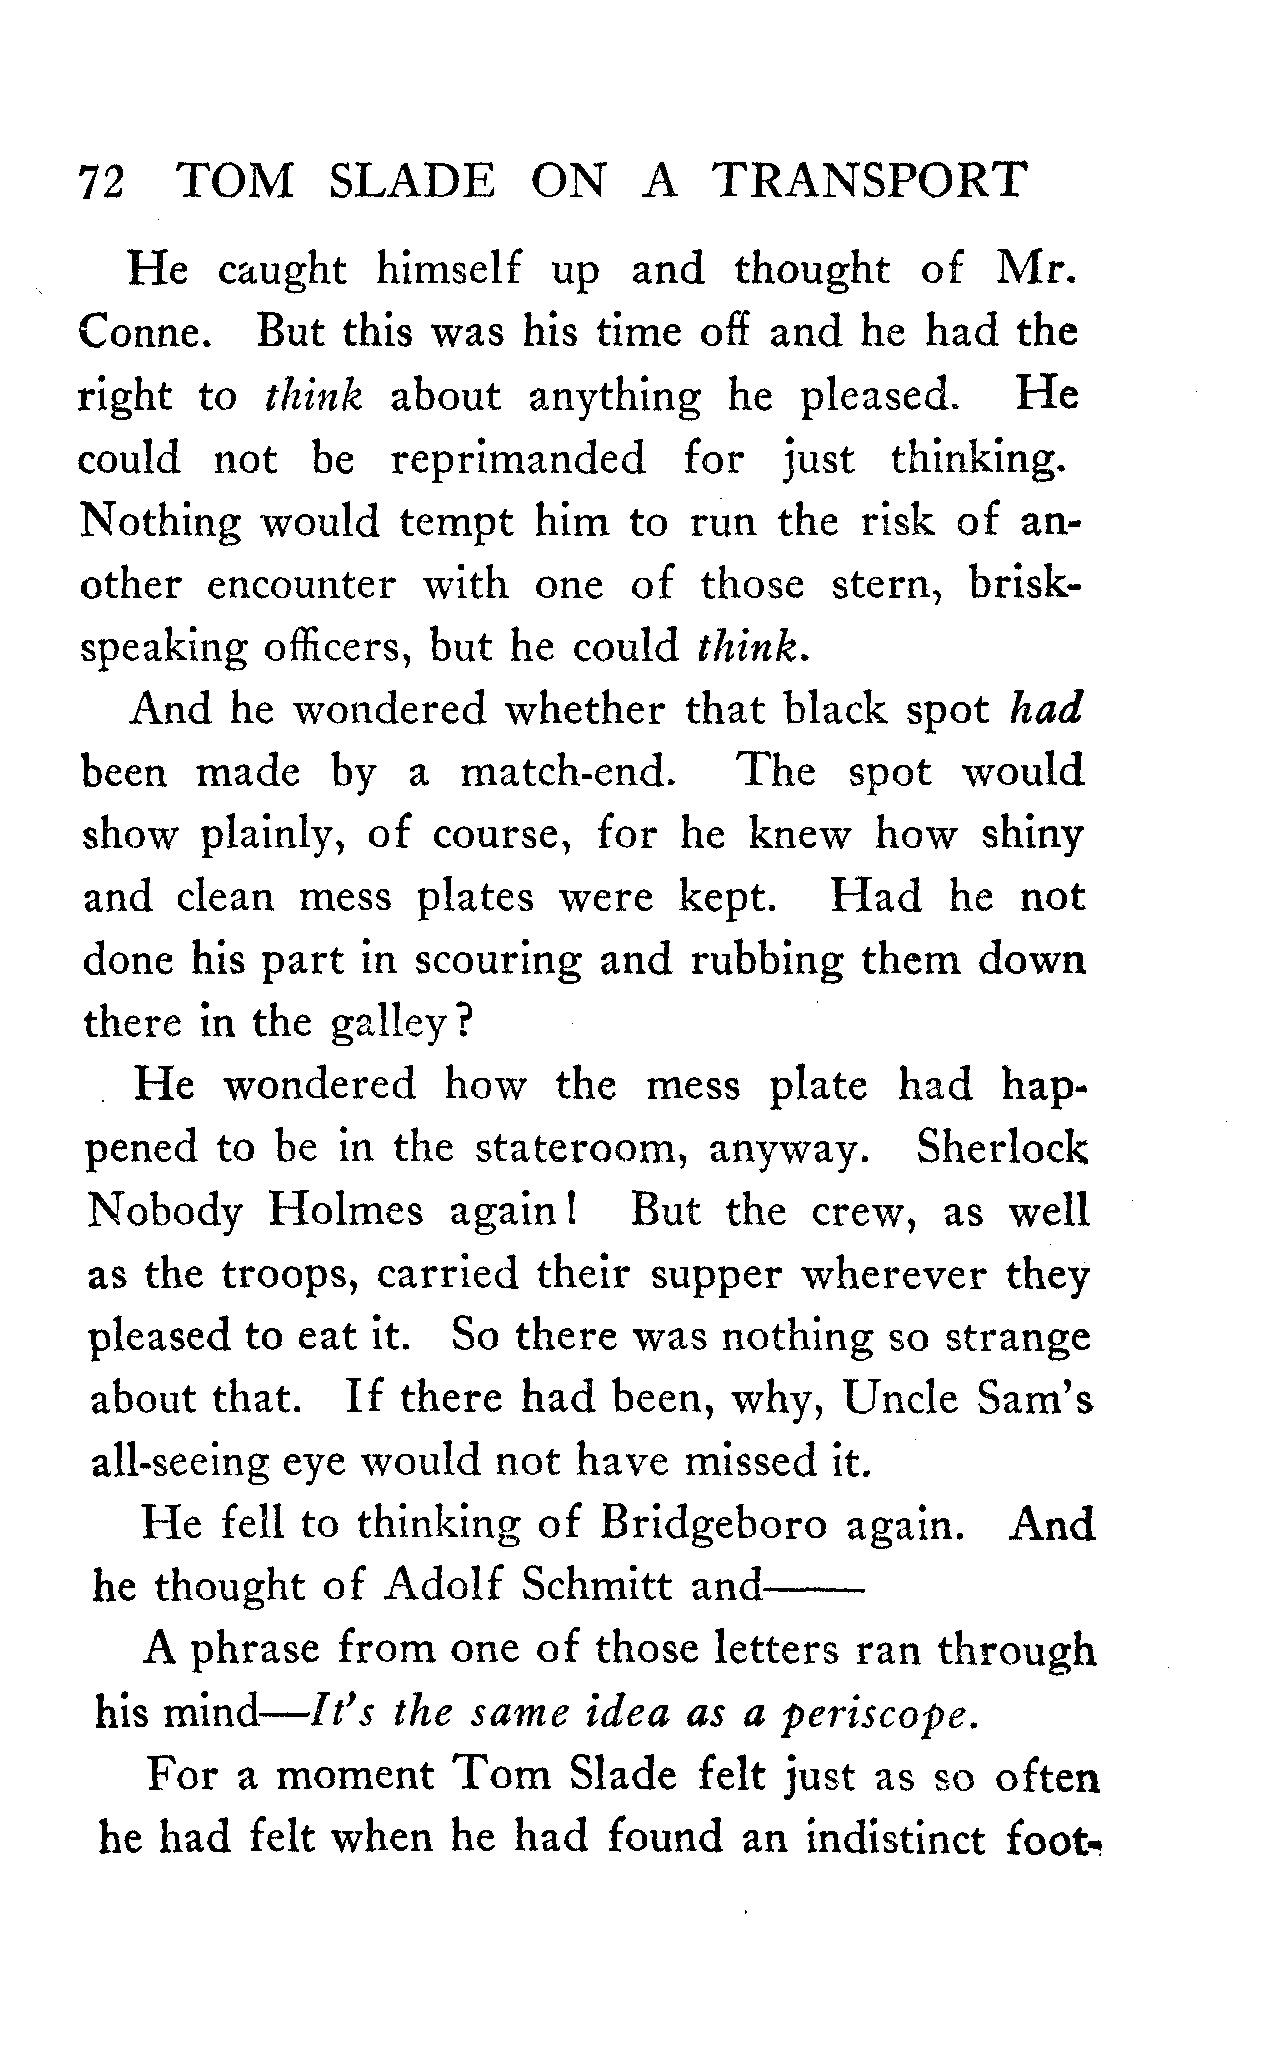 72 TOM SLADE ON A TRANSPORT
He caught himself up and thought of Mr.
Conne. But this was his time off and he had the
right to think about anything he pleased. He
could not be reprimanded for just thinking.
Nothing would tempt him to run the risk of an-
other encounter with one of those stern, brisk-
speaking officers, but he could think.
And he wondered whether that black spot had
been made by a match-end. The spot would
show plainly, of course, for he knew how shiny
and clean mess plates were kept. Had he not
done his part in scouring and rubbing them down
there in the galley?
He wondered how the mess plate had hap-
pened to be in the stateroom, anyway. Sherlock
Nobody Holmes again! But the crew, as well
as the troops, carried their supper wherever they
pleased to eat it. So there was nothing so strange
about that. If there had been, why, Uncle Sam's
all-seeing eye would not have missed it.
He fell to thinking of Bridgeboro again. And
he thought of Adolf Schmitt and——
A phrase from one of those letters ran through
his mind—It's the same idea as a periscope.
For a moment Tom Slade felt just as so often
he had felt when he had found an indistinct foot-